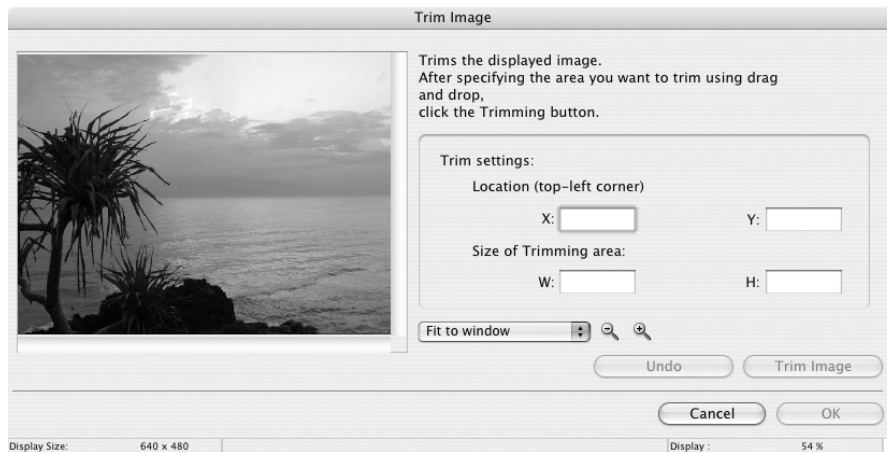 Trim Image
Trims the displayed image.
After specifying the area you want to trim using drag
and drop,
click the Trimming button.
Trim settings:
Location (top-left corner)
X: Y:
Size of Trimming area:
W: H:
Fit to window
Undo Trim Image
Cancel OK
Display Size: 640 x 480 Display : 54 %